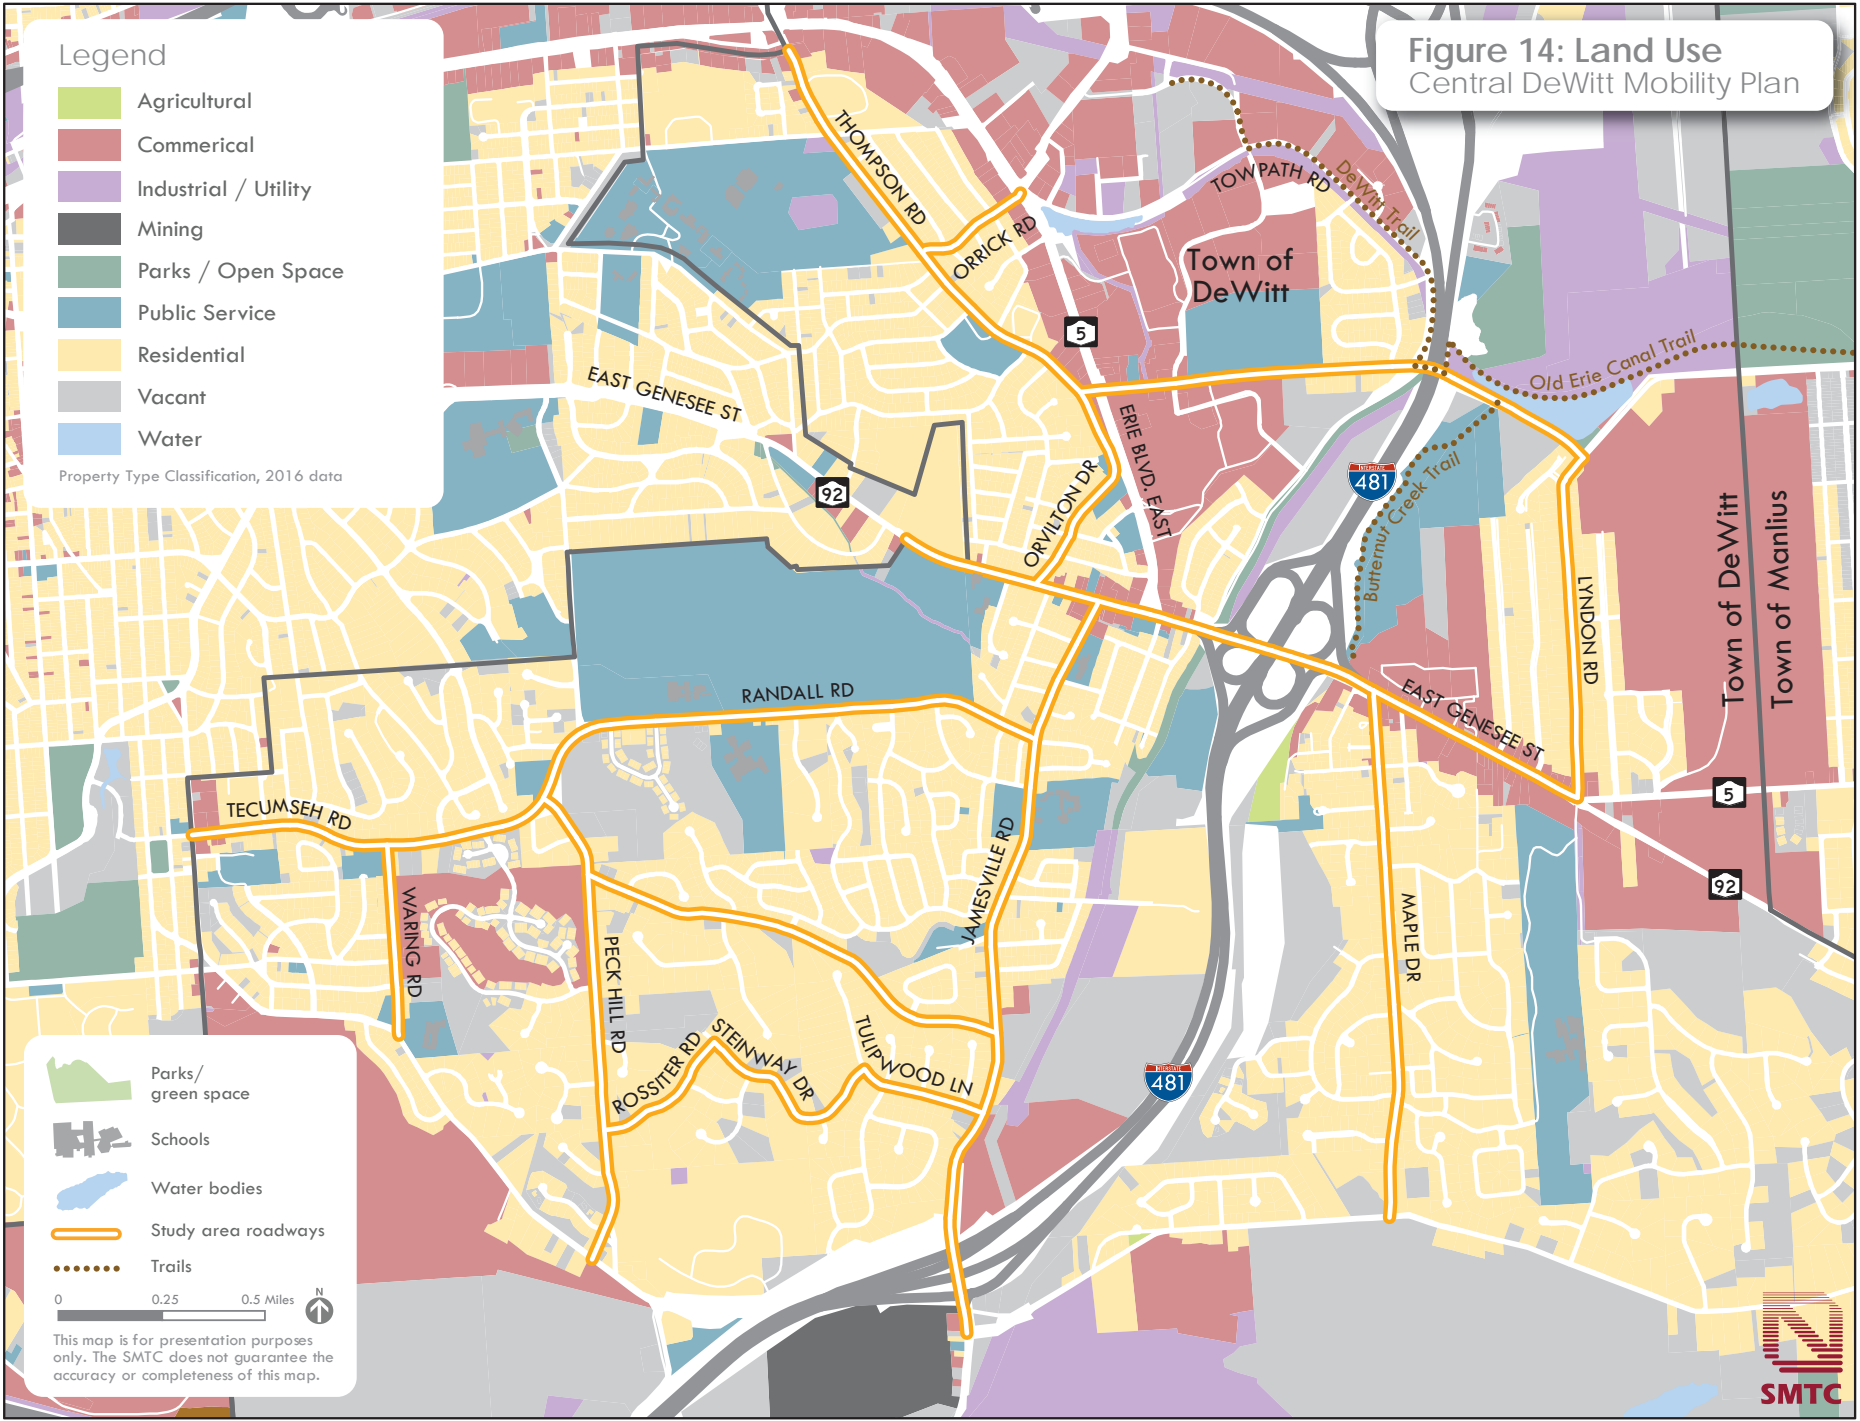 Figure 14: Land Use
Central DeWitt Mobility Plan
Legend
Agricultural
Commerical
Industrial / Utility
Mining
Parks / Open Space
Public Service
Residential
Vacant
Water
Property Type Classification, 2016 data
THOMPSON RD
ORRICK RD
TOWPATH RD
DeWitt Trail
Town of
DeWitt
5
EAST GENESEE ST
92
ERIE BLVD. EAST
ORVILTON DR
Old Erie Canal Trail
INTERSTATE
481
Butternut Creek Trail
LYNDON RD
Town of DeWitt
Town of Manlius
RANDALL RD
EAST GENESEE ST
5
92
TECUMSEH RD
WARING RD
PECK HILL RD
JAMESVILLE RD
MAPLE DR
ROSSITER RD
STEINWAY DR
TULIPWOOD LN
INTERSTATE
481
Parks/
green space
Schools
Water bodies
Study area roadways
Trails
0 0.25 0.5 Miles
N
This map is for presentation purposes
only. The SMTC does not guarantee the
accuracy or completeness of this map.
SMTC